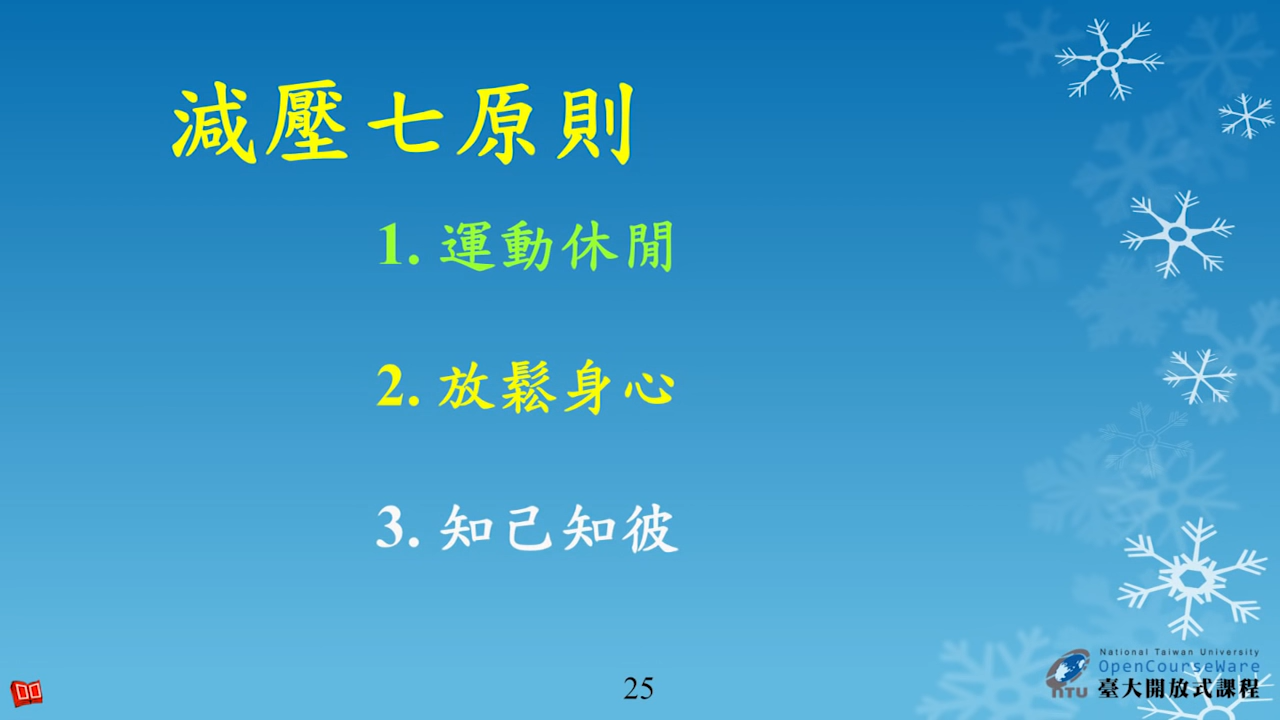 減壓七原則
1. 運動休閒
2. 放鬆身心
3. 知己知彼
25
National Taiwan University
OpenCourseWare
NTU 臺大開放式課程